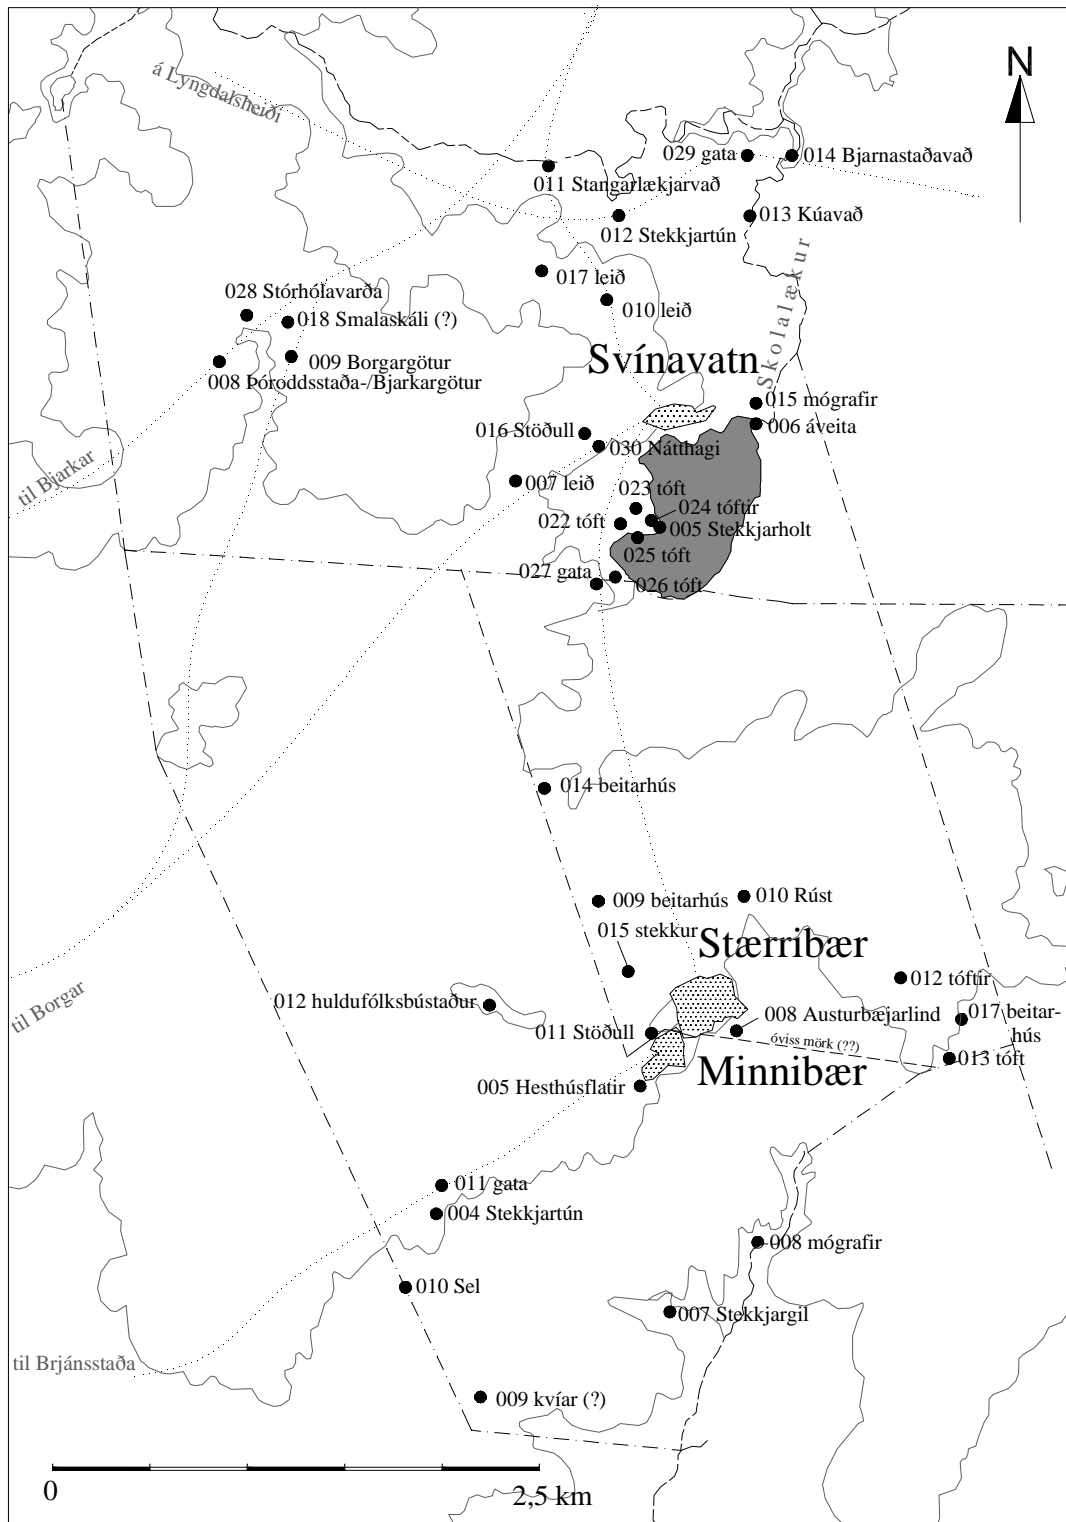 N
á Lyngdalsheiði
029 gata
014 Bjarnastaðavað
011 Stangarlækjarvað
013 Kúavað
012 Stekkjartún
017 leið
028 Stórhólavarða
010 leið
018 Smalaskáli (?)
Skolalækur
009 Borgargötur
Svínavatn
008 Þóroddsstaða-/Bjarkargötur
015 mógrafir
006 áveita
016 Stöðull
030 Nátthagi
til Bjarkar
007 leið
023 tóft
024 tóftir
022 tóft
005 Stekkjarholt
025 tóft
027 gata
026 tóft
014 beitarhús
009 beitarhús
010 Rúst
015 stekkur
Stærribær
012 tóftir
012 huldufólksbústaður
til Borgar
008 Austurbæjarlind
017 beitar-
hús
011 Stöðull
óviss mörk (??)
013 tóft
Minnibær
005 Hesthúsflatir
011 gata
004 Stekkjartún
008 mógrafir
010 Sel
007 Stekkjargil
til Brjánsstaða
009 kvíar (?)
0
2,5 km